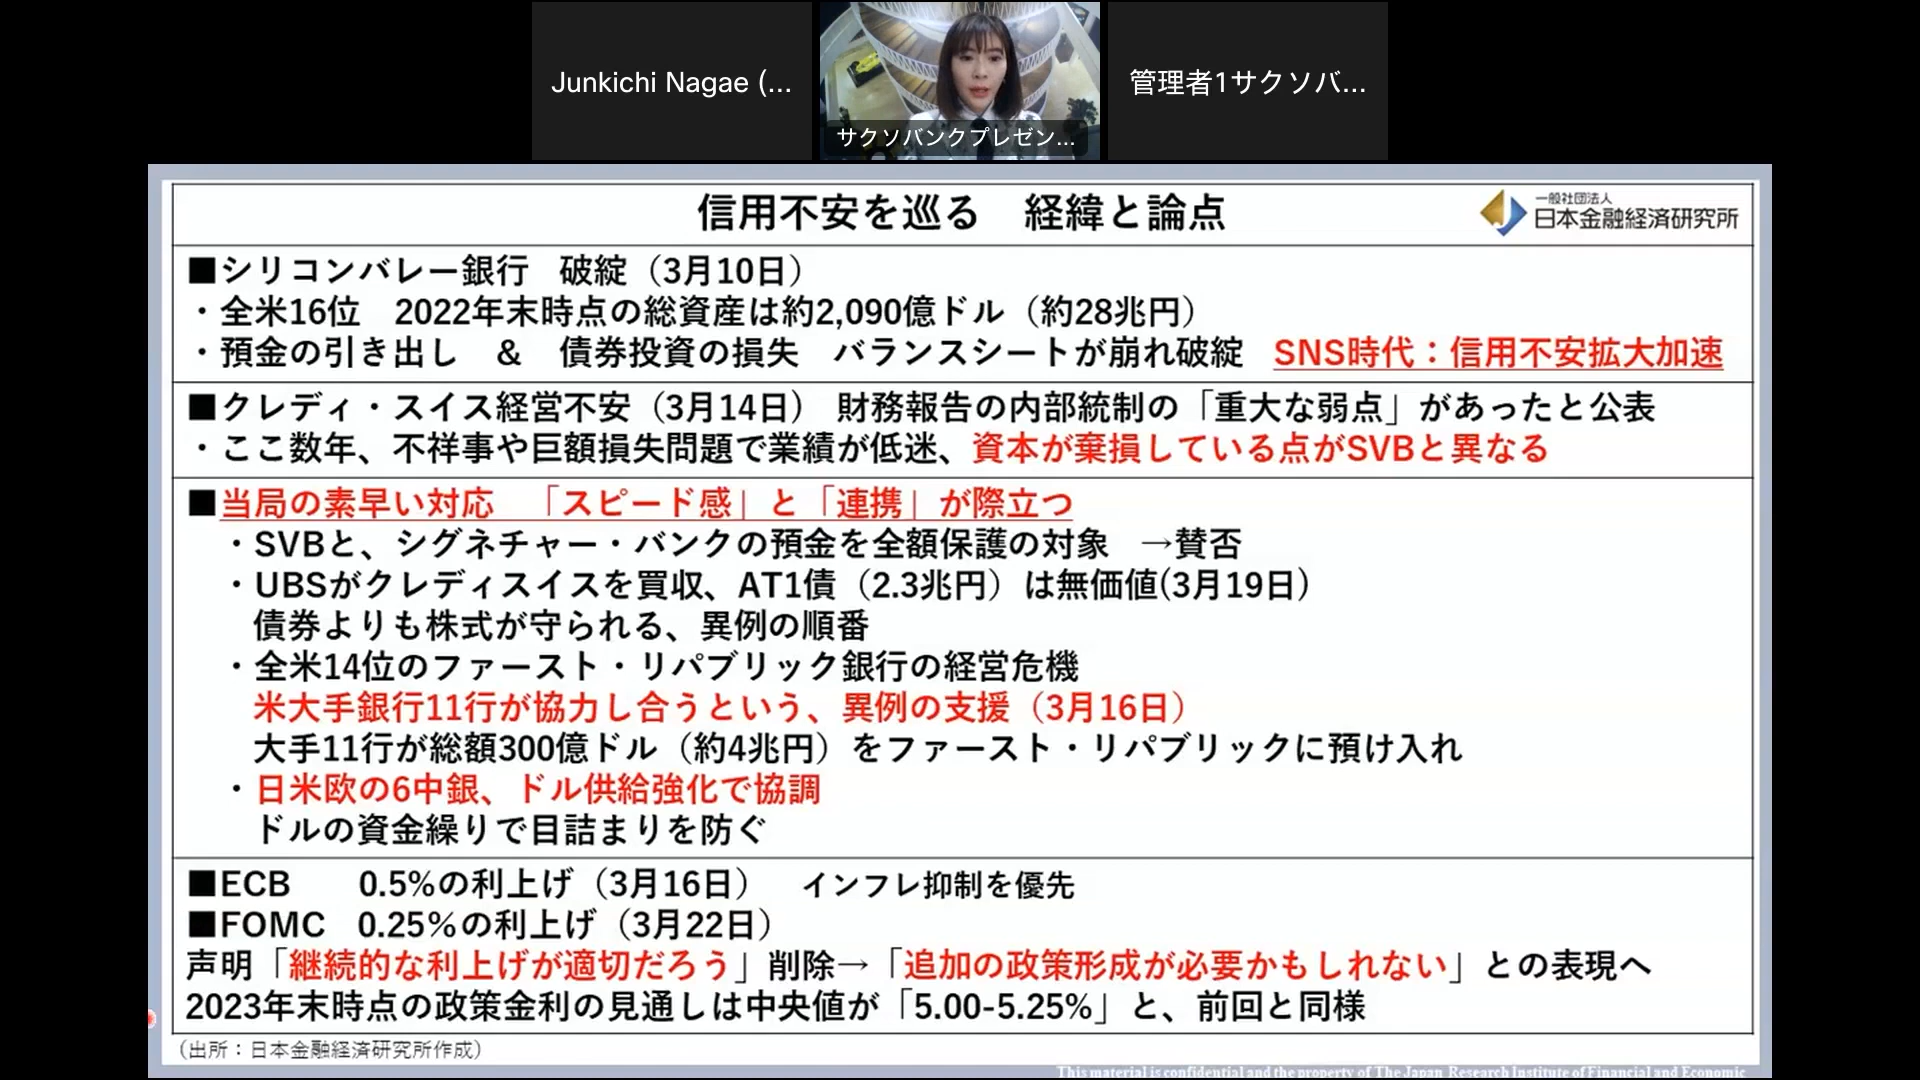 Junkichi Nagae (...
サクソバンクプレゼン...
管理者1サクソバ...
信用不安を巡る　経緯と論点
一般社団法人
日本金融経済研究所
■シリコンバレー銀行　破綻（3月10日）
・全米16位　2022年末時点の総資産は約2,090億ドル（約28兆円）
・預金の引き出し　&　債券投資の損失　バランスシートが崩れ破綻　SNS時代：信用不安拡大加速
■クレディ・スイス経営不安（3月14日）　財務報告の内部統制の「重大な弱点」があったと公表
・ここ数年、不祥事や巨額損失問題で業績が低迷、資本が棄損している点がSVBと異なる
■当局の素早い対応　「スピード感」と「連携」が際立つ
・SVBと、シグネチャー・バンクの預金を全額保護の対象　→賛否
・UBSがクレディスイスを買収、AT1債（2.3兆円）は無価値(3月19日)
債券よりも株式が守られる、異例の順番
・全米14位のファースト・リパブリック銀行の経営危機
米大手銀行11行が協力し合うという、異例の支援（3月16日）
大手11行が総額300億ドル（約4兆円）をファースト・リパブリックに預け入れ
・日米欧の6中銀、ドル供給強化で協調
ドルの資金繰りで目詰まりを防ぐ
■ECB　0.5%の利上げ（3月16日）　インフレ抑制を優先
■FOMC　0.25%の利上げ（3月22日）
声明「継続的な利上げが適切だろう」削除→「追加の政策形成が必要かもしれない」との表現へ
2023年末時点の政策金利の見通しは中央値が「5.00-5.25%」と、前回と同様
（出所：日本金融経済研究所作成）
This material is confidential and the property of The Japan Research Institute of Financial and Economic